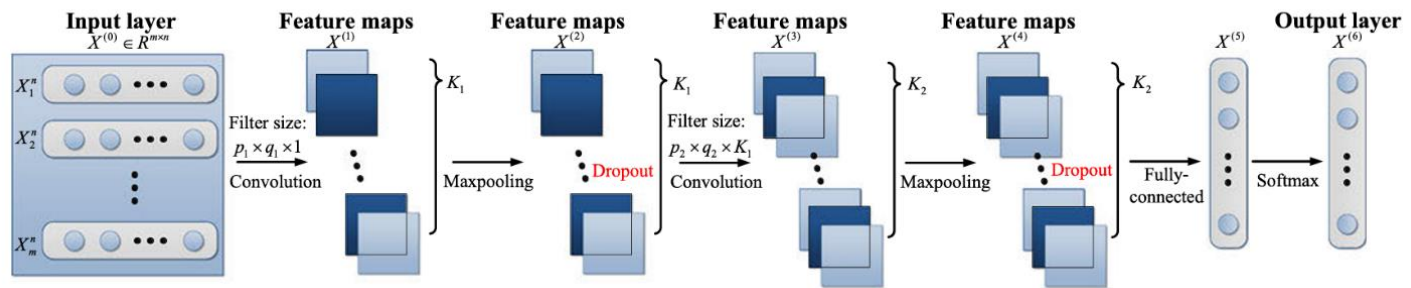 Input layer
X^{(0)} ∈ R^{m×n}
X_1^n
X_2^n
X_m^n
Filter size:
p_1 × q_1 × 1
Convolution
Feature maps
X^{(1)}
K_1
Maxpooling
Feature maps
X^{(2)}
Dropout
K_1
Filter size:
p_2 × q_2 × K_1
Convolution
Feature maps
X^{(3)}
K_2
Maxpooling
Feature maps
X^{(4)}
Dropout
K_2
Fully-
connected
X^{(5)}
Softmax
Output layer
X^{(6)}